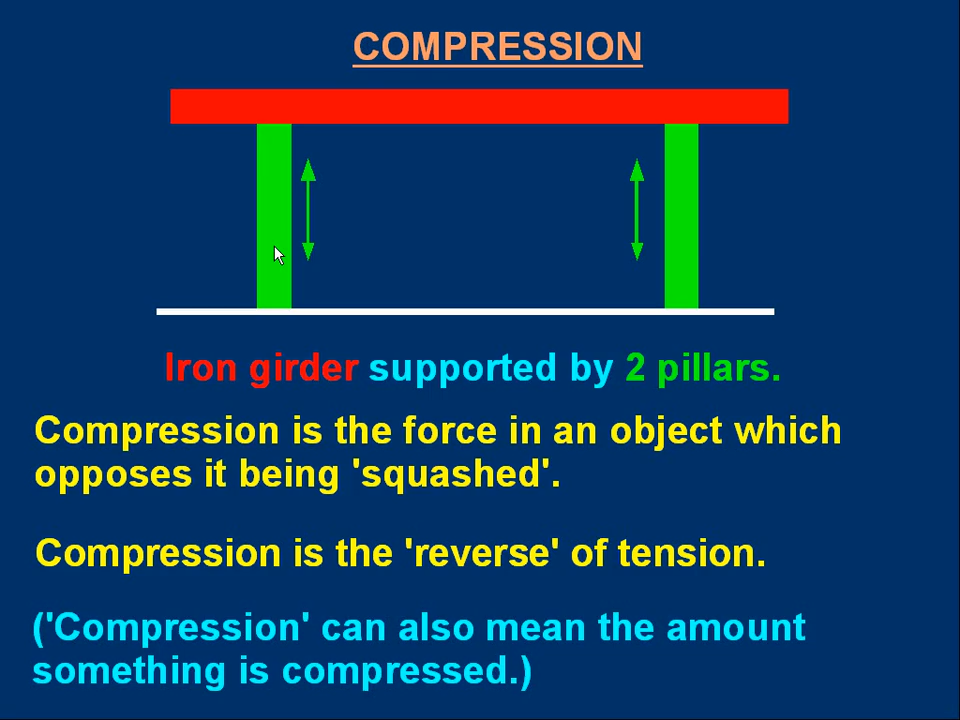 COMPRESSION
Iron girder supported by 2 pillars.
Compression is the force in an object which
opposes it being 'squashed'.
Compression is the 'reverse' of tension.
('Compression' can also mean the amount
something is compressed.)